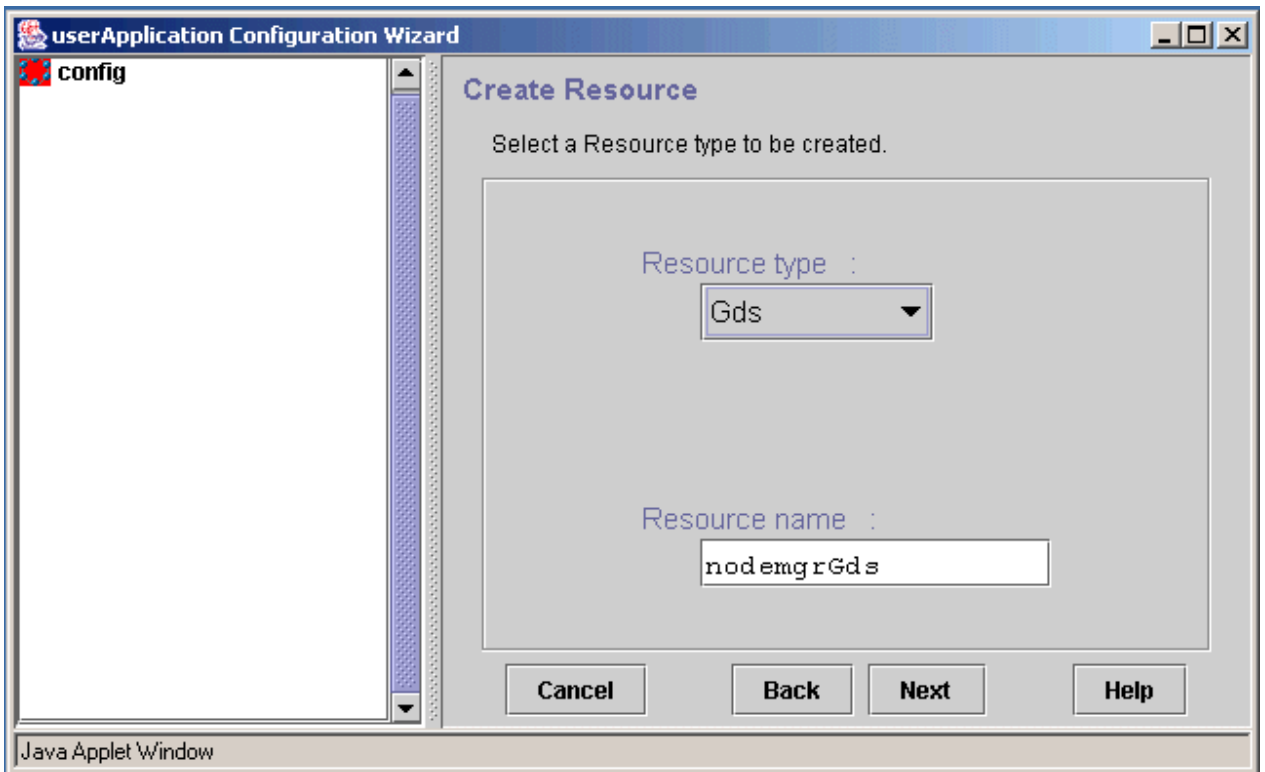 userApplication Configuration Wizard
config
Create Resource
Select a Resource type to be created.
Resource type :
Gds
Resource name :
nodemgrGds
Cancel Back Next Help
Java Applet Window